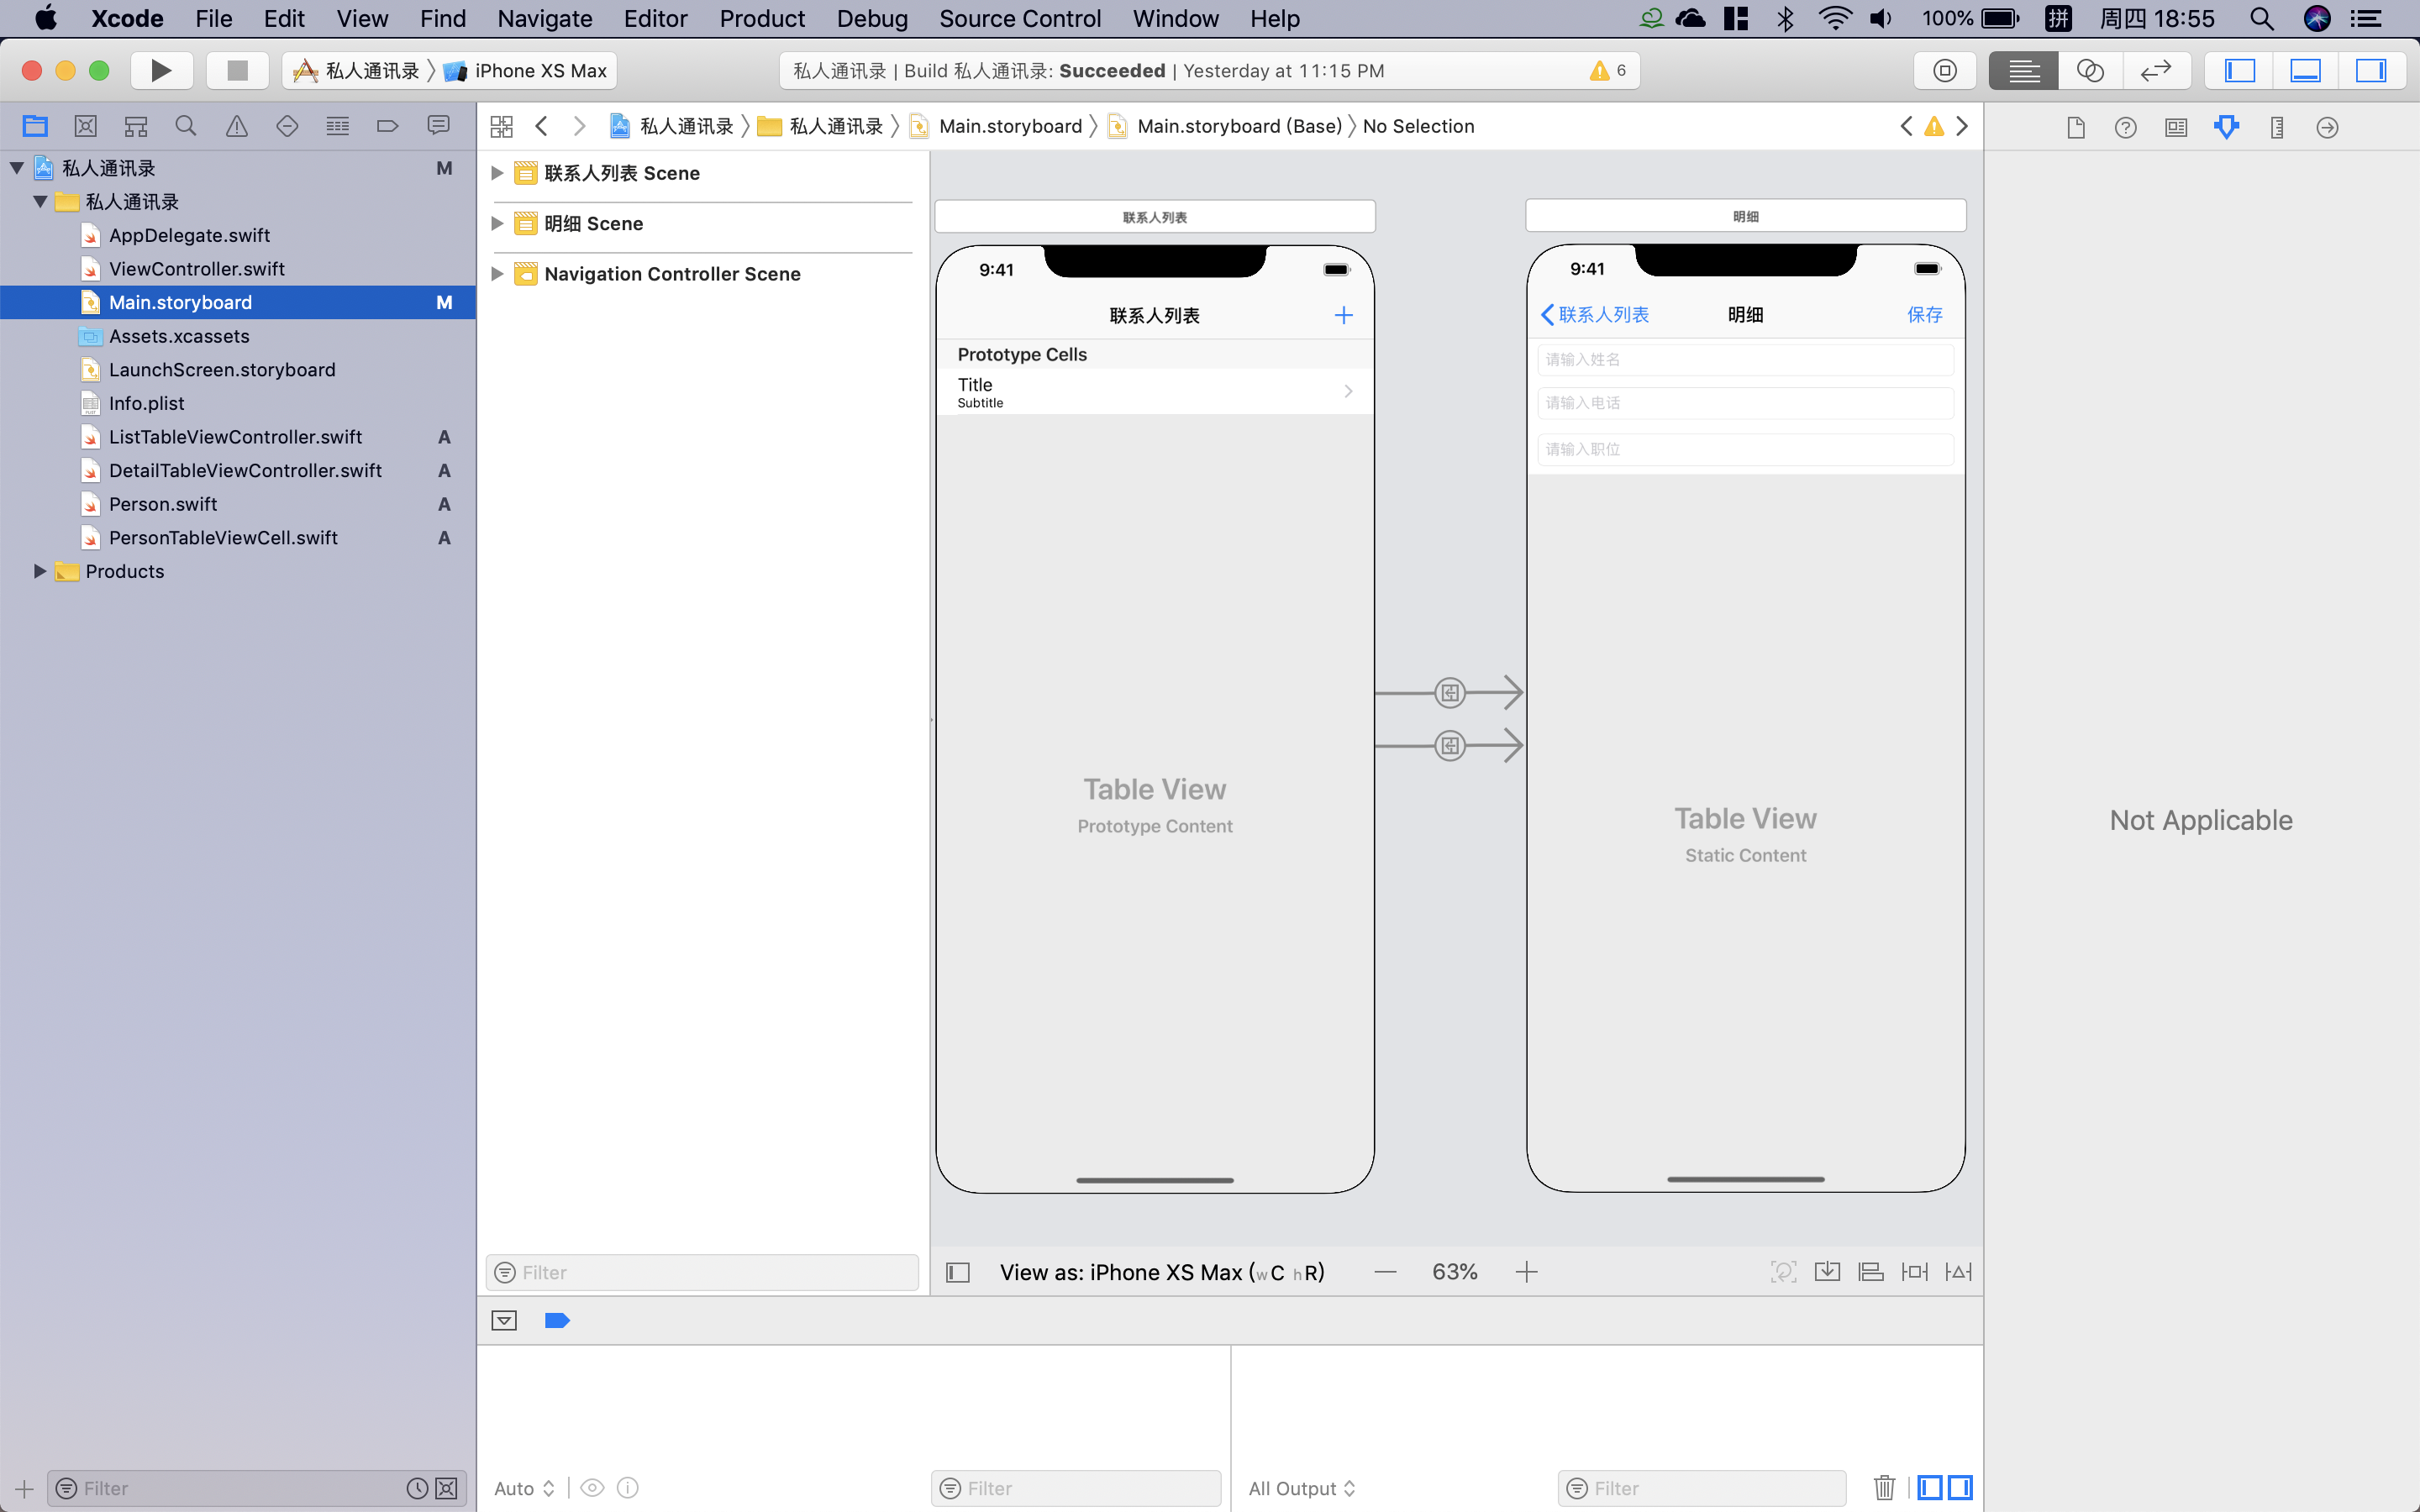 Xcode File Edit View Find Navigate Editor Product Debug Source Control Window Help 100% 拼 周四 18:55
私人通讯录 iPhone XS Max
私人通讯录 | Build 私人通讯录: Succeeded | Yesterday at 11:15 PM 6
私人通讯录 私人通讯录 Main.storyboard Main.storyboard (Base) No Selection
私人通讯录 M
私人通讯录
AppDelegate.swift
ViewController.swift
Main.storyboard M
Assets.xcassets
LaunchScreen.storyboard
Info.plist
ListTableViewController.swift A
DetailTableViewController.swift A
Person.swift A
PersonTableViewCell.swift A
Products
Filter
联系人列表 Scene
明细 Scene
Navigation Controller Scene
Filter
联系人列表
9:41
联系人列表
Prototype Cells
Title
Subtitle
Table View
Prototype Content
明细
9:41
联系人列表 明细 保存
请输入姓名
请输入电话
请输入职位
Table View
Static Content
View as: iPhone XS Max (wC hR) 63%
Not Applicable
Auto Filter
All Output Filter